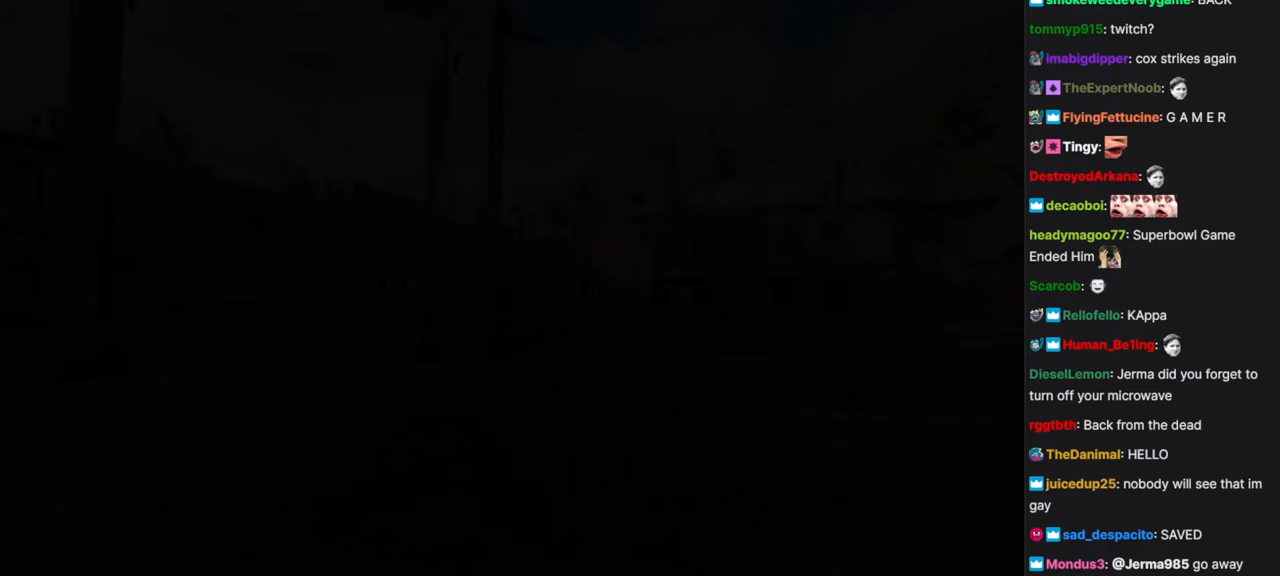 smokeweedeverygame: BACK
tommyp915: twitch?
imabigdipper: cox strikes again
TheExpertNoob:
FlyingFettucine: G A M E R
Tingy:
DestroyedArkana:
decaoboi:
headymagoo77: Superbowl Game
Ended Him
Scarcob:
Rellofello: KAppa
Human_Be1ing:
DieselLemon: Jerma did you forget to
turn off your microwave
rggtbth: Back from the dead
TheDanimal: HELLO
juicedup25: nobody will see that im
gay
sad_despacito: SAVED
Mondus3: @Jerma985 go away